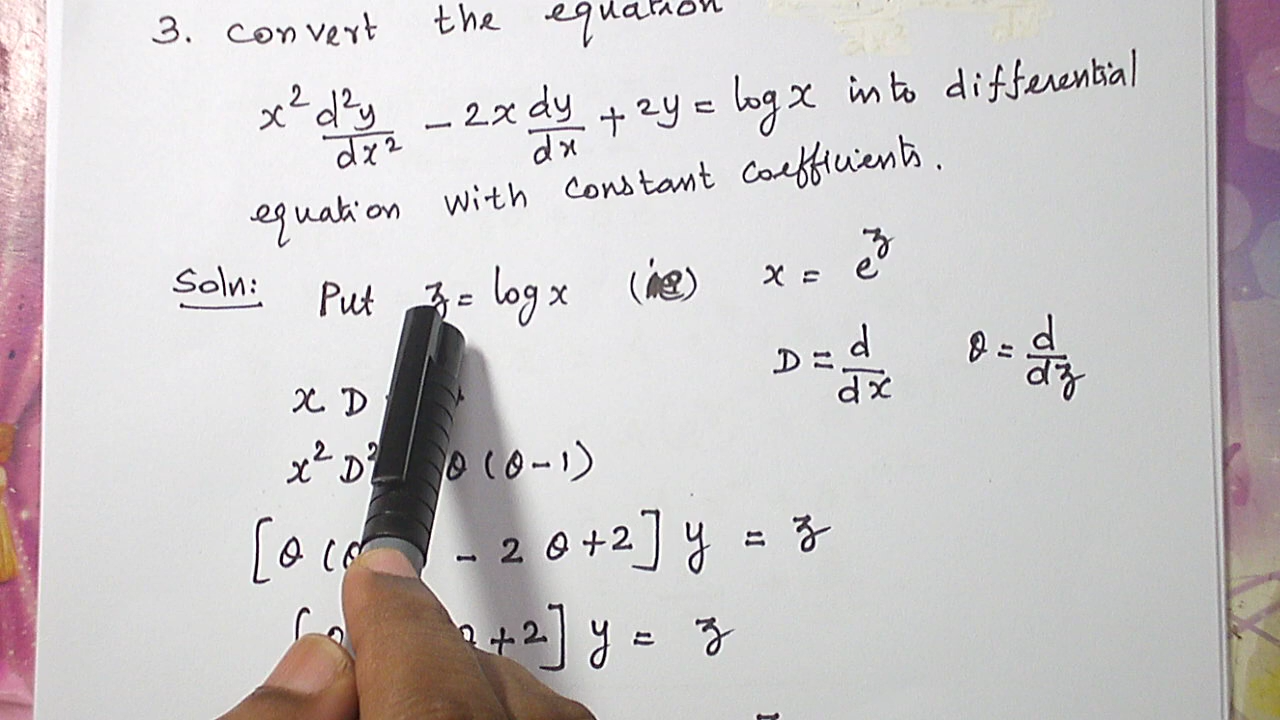 3. convert the equation
x² d²y/dx² - 2x dy/dx + 2y = log x into differential
equation with constant coefficients.
Soln: Put z = log x (ie) x = e^z
D = d/dx θ = d/dz
x D
x² D² θ (θ-1)
[θ (θ - 2 θ + 2] y = z
[θ + 2] y = z